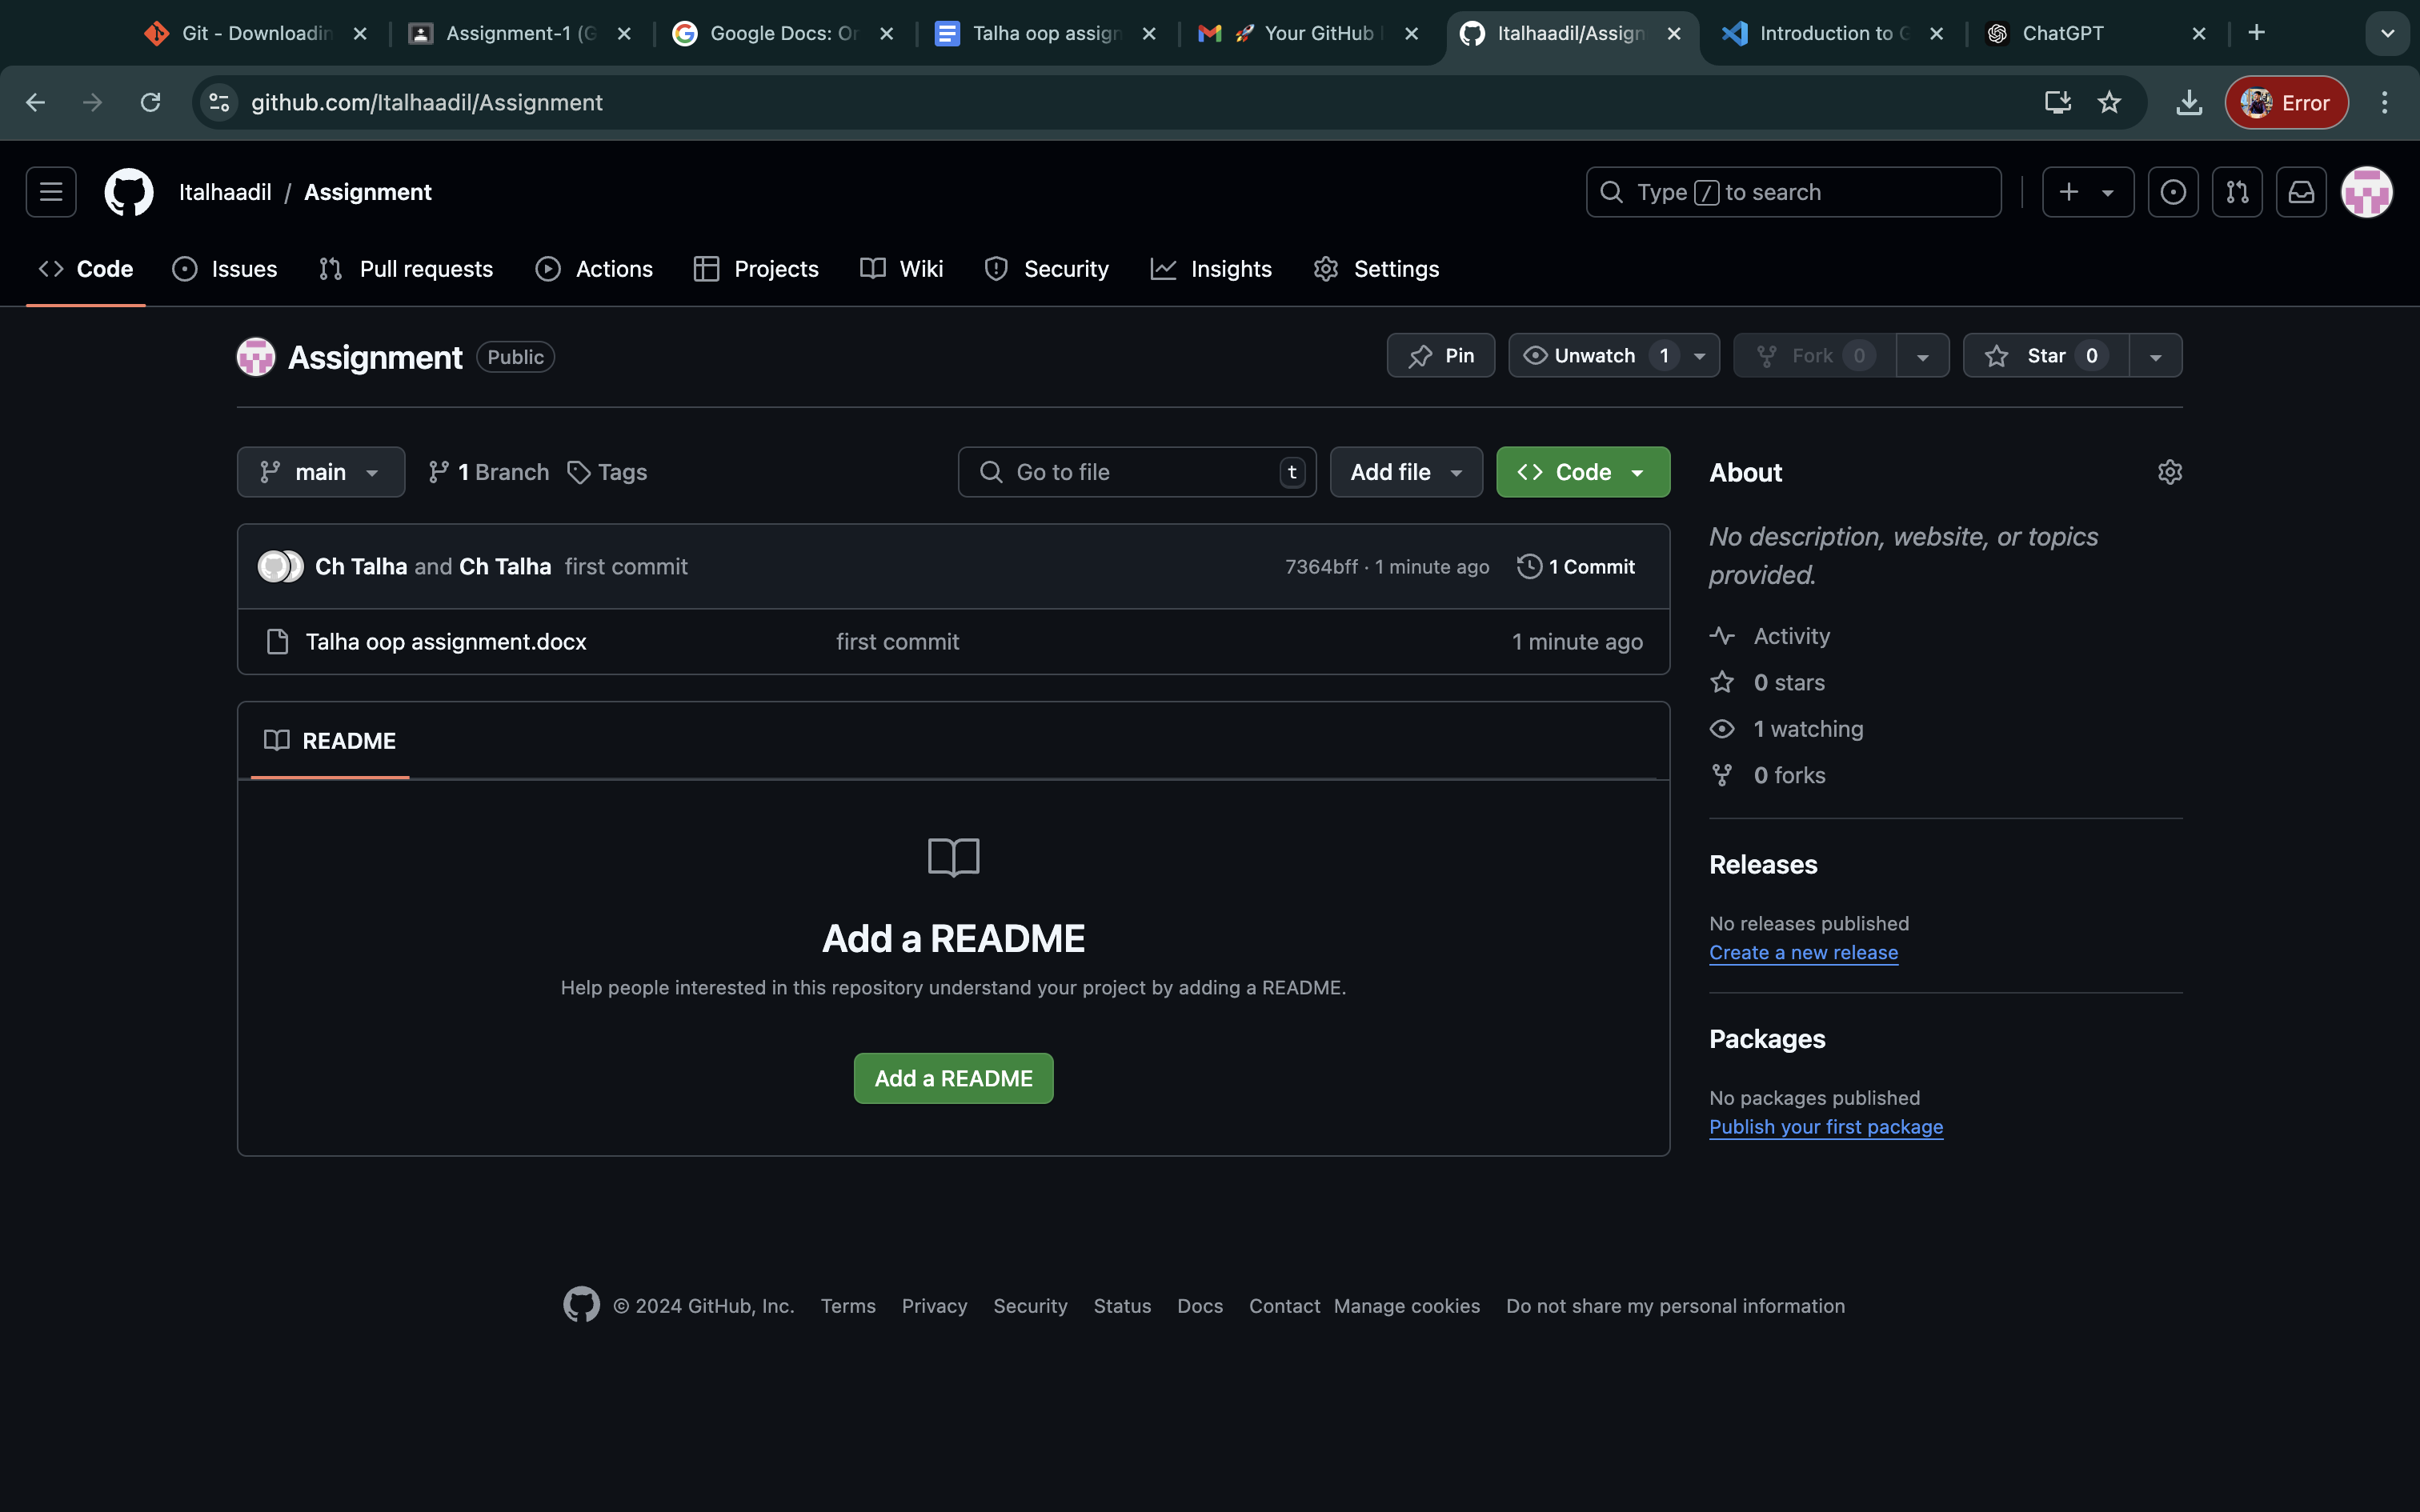 Git - Downloadin
Assignment-1 (G
Google Docs: On
Talha oop assign
🚀 Your GitHub
Italhaadil/Assign
Introduction to G
ChatGPT
github.com/Italhaadil/Assignment
Error
Italhaadil / Assignment
Type / to search
Code
Issues
Pull requests
Actions
Projects
Wiki
Security
Insights
Settings
Assignment Public
Pin
Unwatch 1
Fork 0
Star 0
main
1 Branch
Tags
Go to file t
Add file
Code
Ch Talha and Ch Talha first commit
7364bff · 1 minute ago
1 Commit
Talha oop assignment.docx
first commit
1 minute ago
README
Add a README
Help people interested in this repository understand your project by adding a README.
Add a README
About
No description, website, or topics
provided.
Activity
0 stars
1 watching
0 forks
Releases
No releases published
Create a new release
Packages
No packages published
Publish your first package
© 2024 GitHub, Inc. Terms Privacy Security Status Docs Contact Manage cookies Do not share my personal information